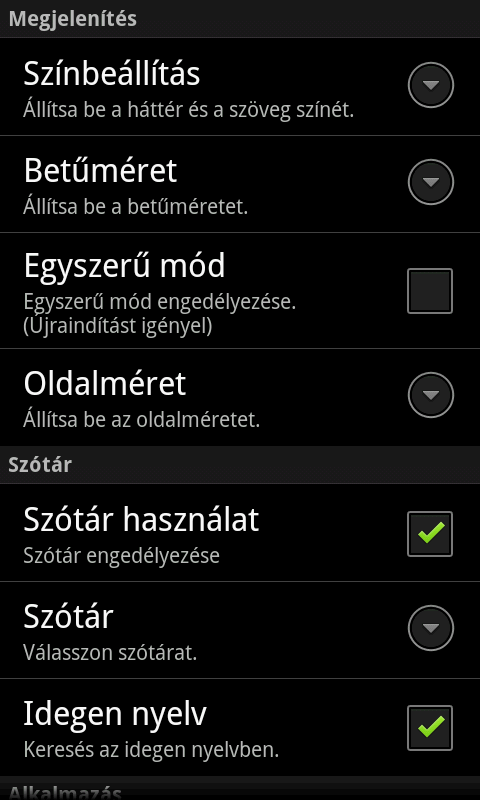 Megjelenítés
Színbeállítás
Állítsa be a háttér és a szöveg színét.
Betűméret
Állítsa be a betűméretet.
Egyszerű mód
Egyszerű mód engedélyezése.
(Újraindítást igényel)
Oldalméret
Állítsa be az oldalméretet.
Szótár
Szótár használat
Szótár engedélyezése
Szótár
Válasszon szótárat.
Idegen nyelv
Keresés az idegen nyelvben.
Alkalmazás